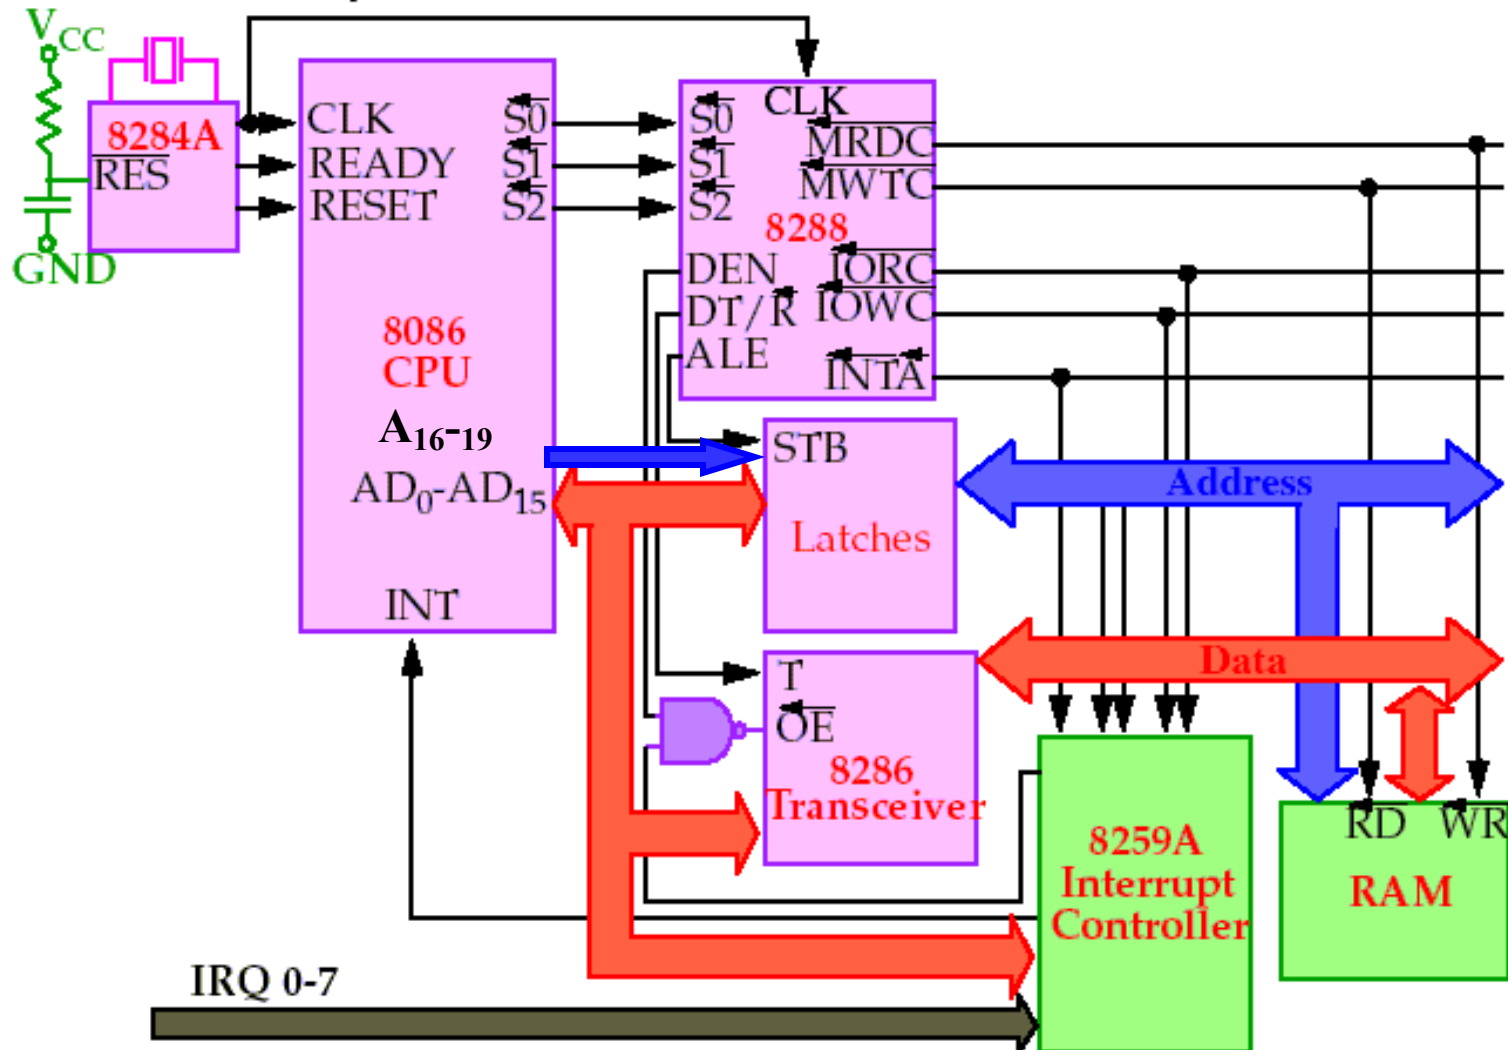 VCC
8284A
RES
GND
CLK
READY
RESET
S0
S1
S2
8086
CPU
A16-19
AD0-AD15
INT
CLK
S0
S1
S2
MRDC
MWTC
8288
DEN
DT/R
ALE
IORC
IOWC
INTA
STB
Latches
Address
Data
T
OE
8286
Transceiver
8259A
Interrupt
Controller
RD
WR
RAM
IRQ 0-7